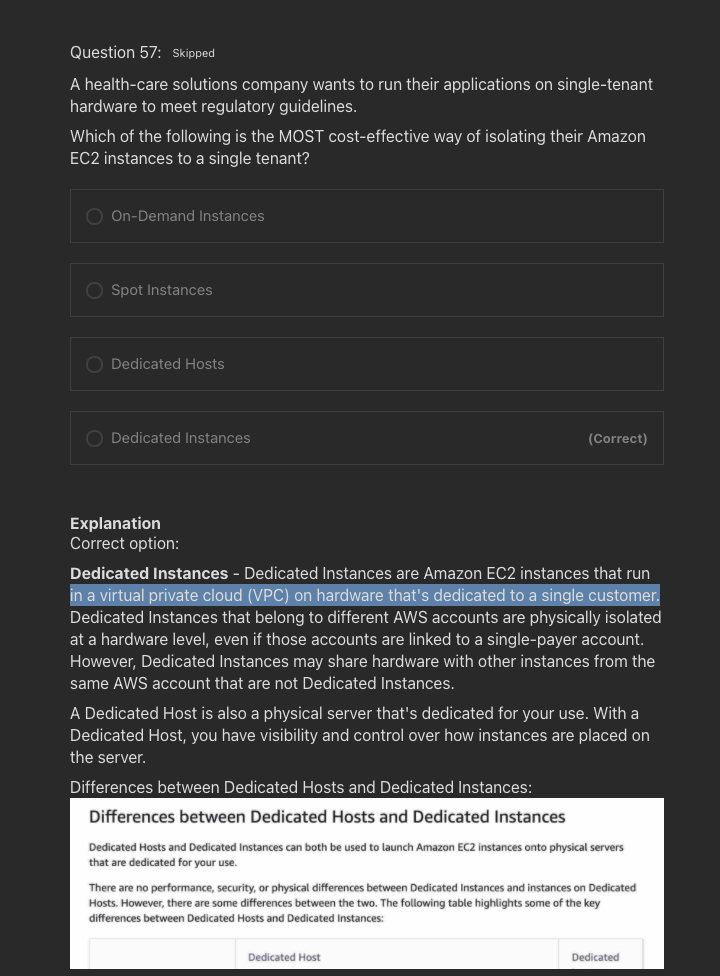 Question 57: Skipped
A health-care solutions company wants to run their applications on single-tenant
hardware to meet regulatory guidelines.
Which of the following is the MOST cost-effective way of isolating their Amazon
EC2 instances to a single tenant?
On-Demand Instances
Spot Instances
Dedicated Hosts
Dedicated Instances (Correct)
Explanation
Correct option:
Dedicated Instances - Dedicated Instances are Amazon EC2 instances that run
in a virtual private cloud (VPC) on hardware that's dedicated to a single customer.
Dedicated Instances that belong to different AWS accounts are physically isolated
at a hardware level, even if those accounts are linked to a single-payer account.
However, Dedicated Instances may share hardware with other instances from the
same AWS account that are not Dedicated Instances.
A Dedicated Host is also a physical server that's dedicated for your use. With a
Dedicated Host, you have visibility and control over how instances are placed on
the server.
Differences between Dedicated Hosts and Dedicated Instances:
Differences between Dedicated Hosts and Dedicated Instances
Dedicated Hosts and Dedicated Instances can both be used to launch Amazon EC2 instances onto physical servers
that are dedicated for your use.
There are no performance, security, or physical differences between Dedicated Instances and instances on Dedicated
Hosts. However, there are some differences between the two. The following table highlights some of the key
differences between Dedicated Hosts and Dedicated Instances:
Dedicated Host Dedicated